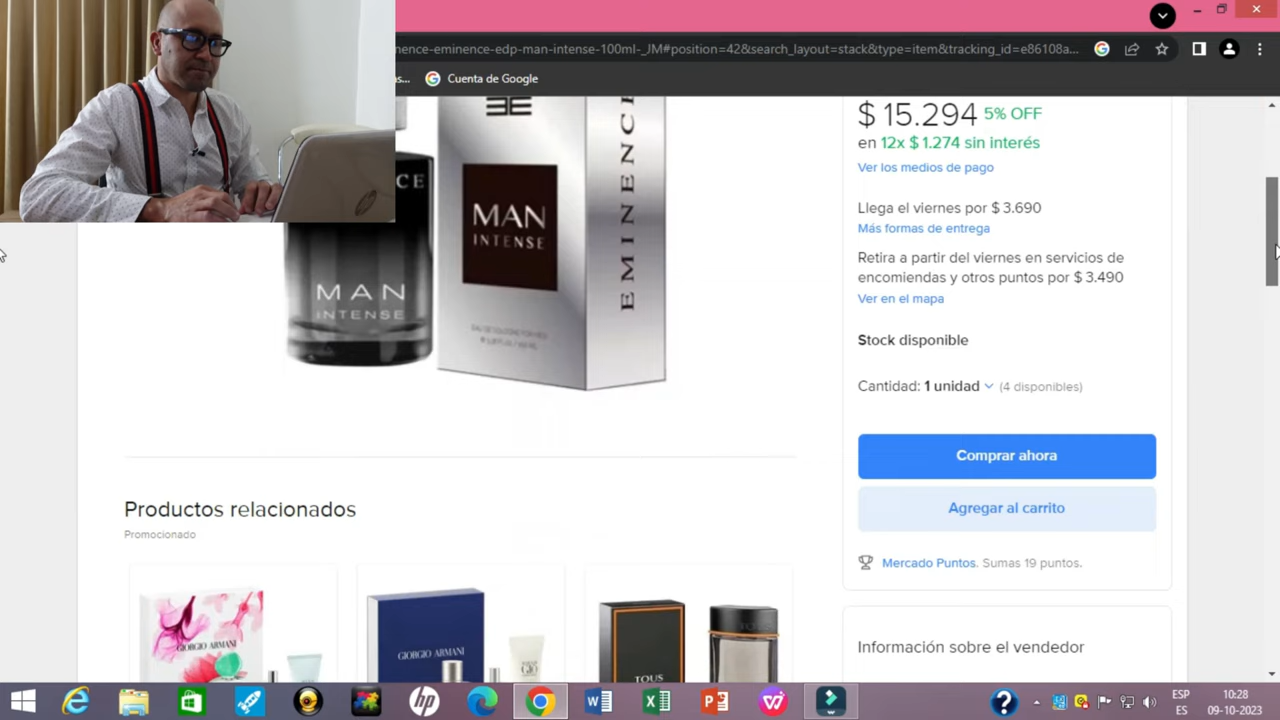 nence-eminence-edp-man-intense-100ml-_JM#position=42&search_layout=stack&type=item&tracking_id=e86108a...
as...
Cuenta de Google
$ 15.294 5% OFF
en 12x $ 1.274 sin interés
Ver los medios de pago
Llega el viernes por $ 3.690
Más formas de entrega
Retira a partir del viernes en servicios de
encomiendas y otros puntos por $ 3.490
Ver en el mapa
Stock disponible
Cantidad: 1 unidad (4 disponibles)
Comprar ahora
Agregar al carrito
Mercado Puntos. Sumas 19 puntos.
Información sobre el vendedor
CE
MAN
INTENSE
MAN
INTENSE
EMINENCE
Productos relacionados
Promocionado
GIORGIO ARMANI
GIORGIO ARMANI
TOUS
hp
ESP
ES
10:28
09-10-2023